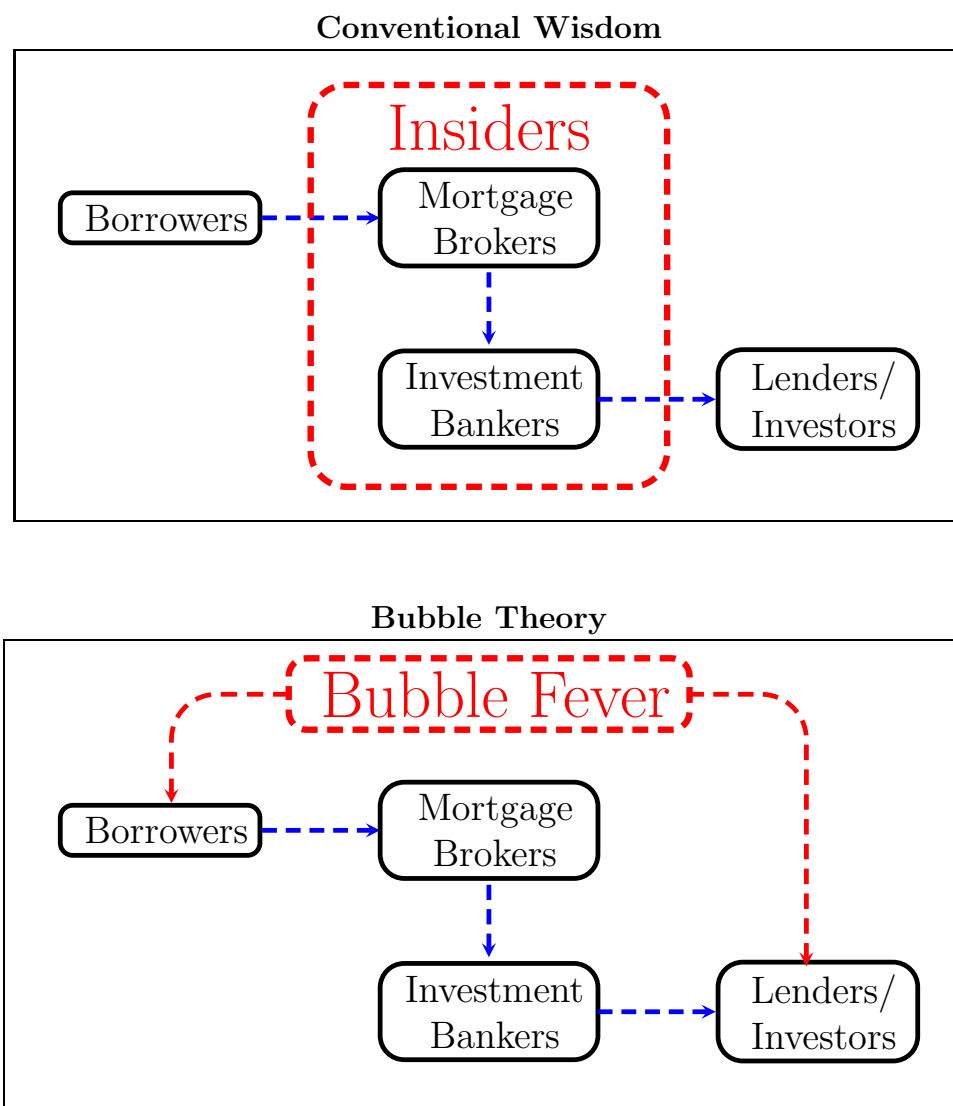 Conventional Wisdom
Insiders
Borrowers
Mortgage
Brokers
Investment
Bankers
Lenders/
Investors
Bubble Theory
Bubble Fever
Borrowers
Mortgage
Brokers
Investment
Bankers
Lenders/
Investors